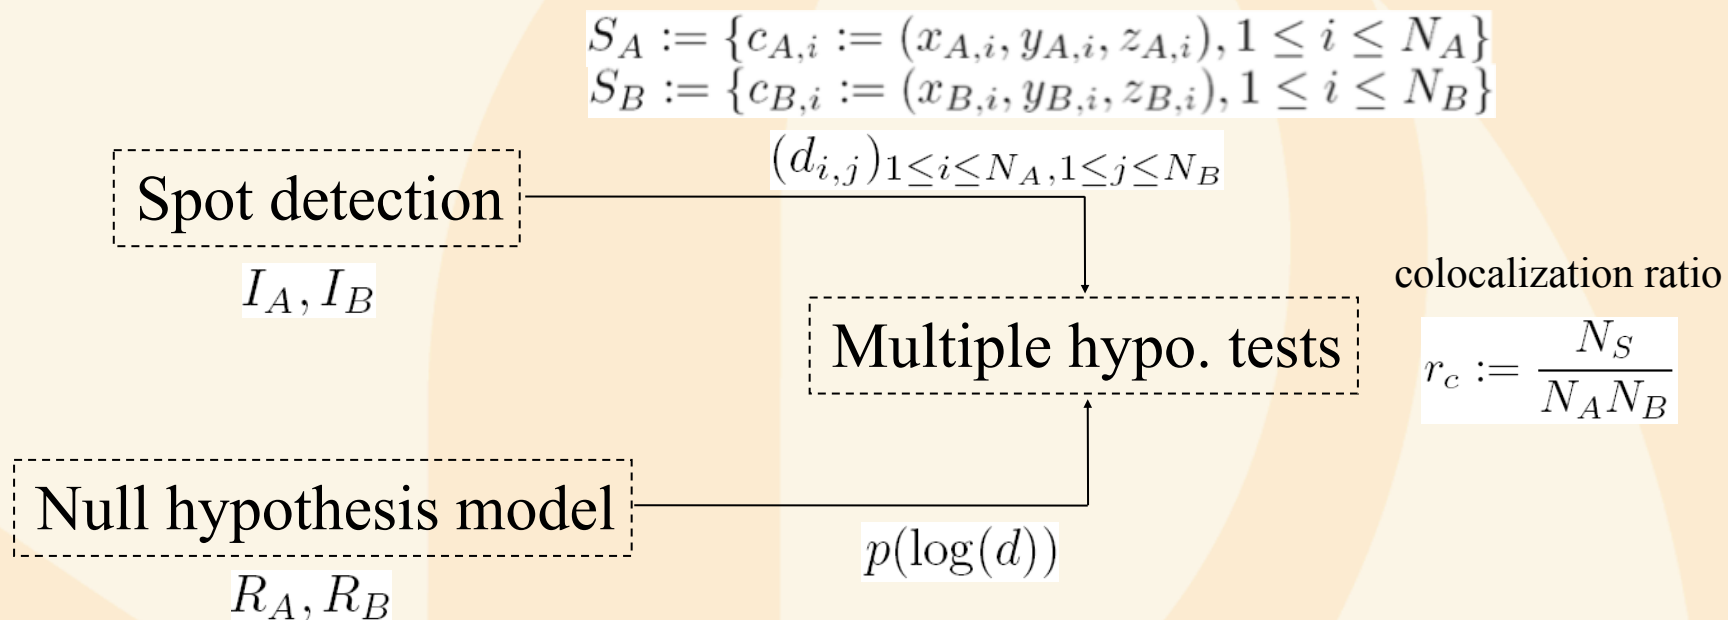 S_A := {c_{A,i} := (x_{A,i}, y_{A,i}, z_{A,i}), 1 ≤ i ≤ N_A}
S_B := {c_{B,i} := (x_{B,i}, y_{B,i}, z_{B,i}), 1 ≤ i ≤ N_B}
(d_{i,j})_{1≤i≤N_A,1≤j≤N_B}
Spot detection
I_A, I_B
colocalization ratio
Multiple hypo. tests
r_c := \frac{N_S}{N_A N_B}
Null hypothesis model
p(log(d))
R_A, R_B